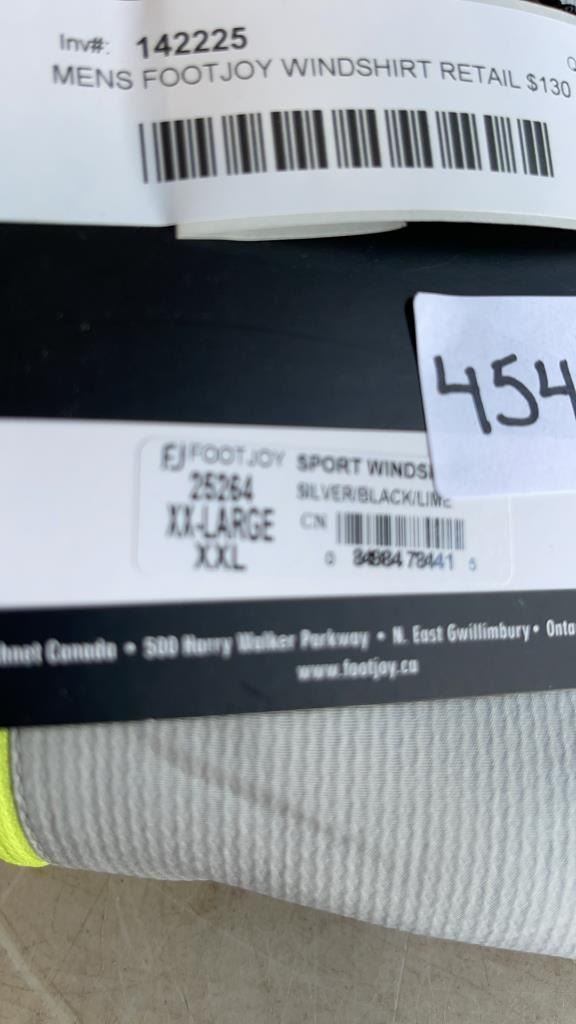 Inv#: 142225
MENS FOOTJOY WINDSHIRT RETAIL $130
454
FJ FOOTJOY SPORT
25264 SILVER/BLACK/LIME
XX-LARGE CN
XXL
Canada • 500 Harry Walker Parkway • N. East Gwillimbury •
www.footjoy.ca